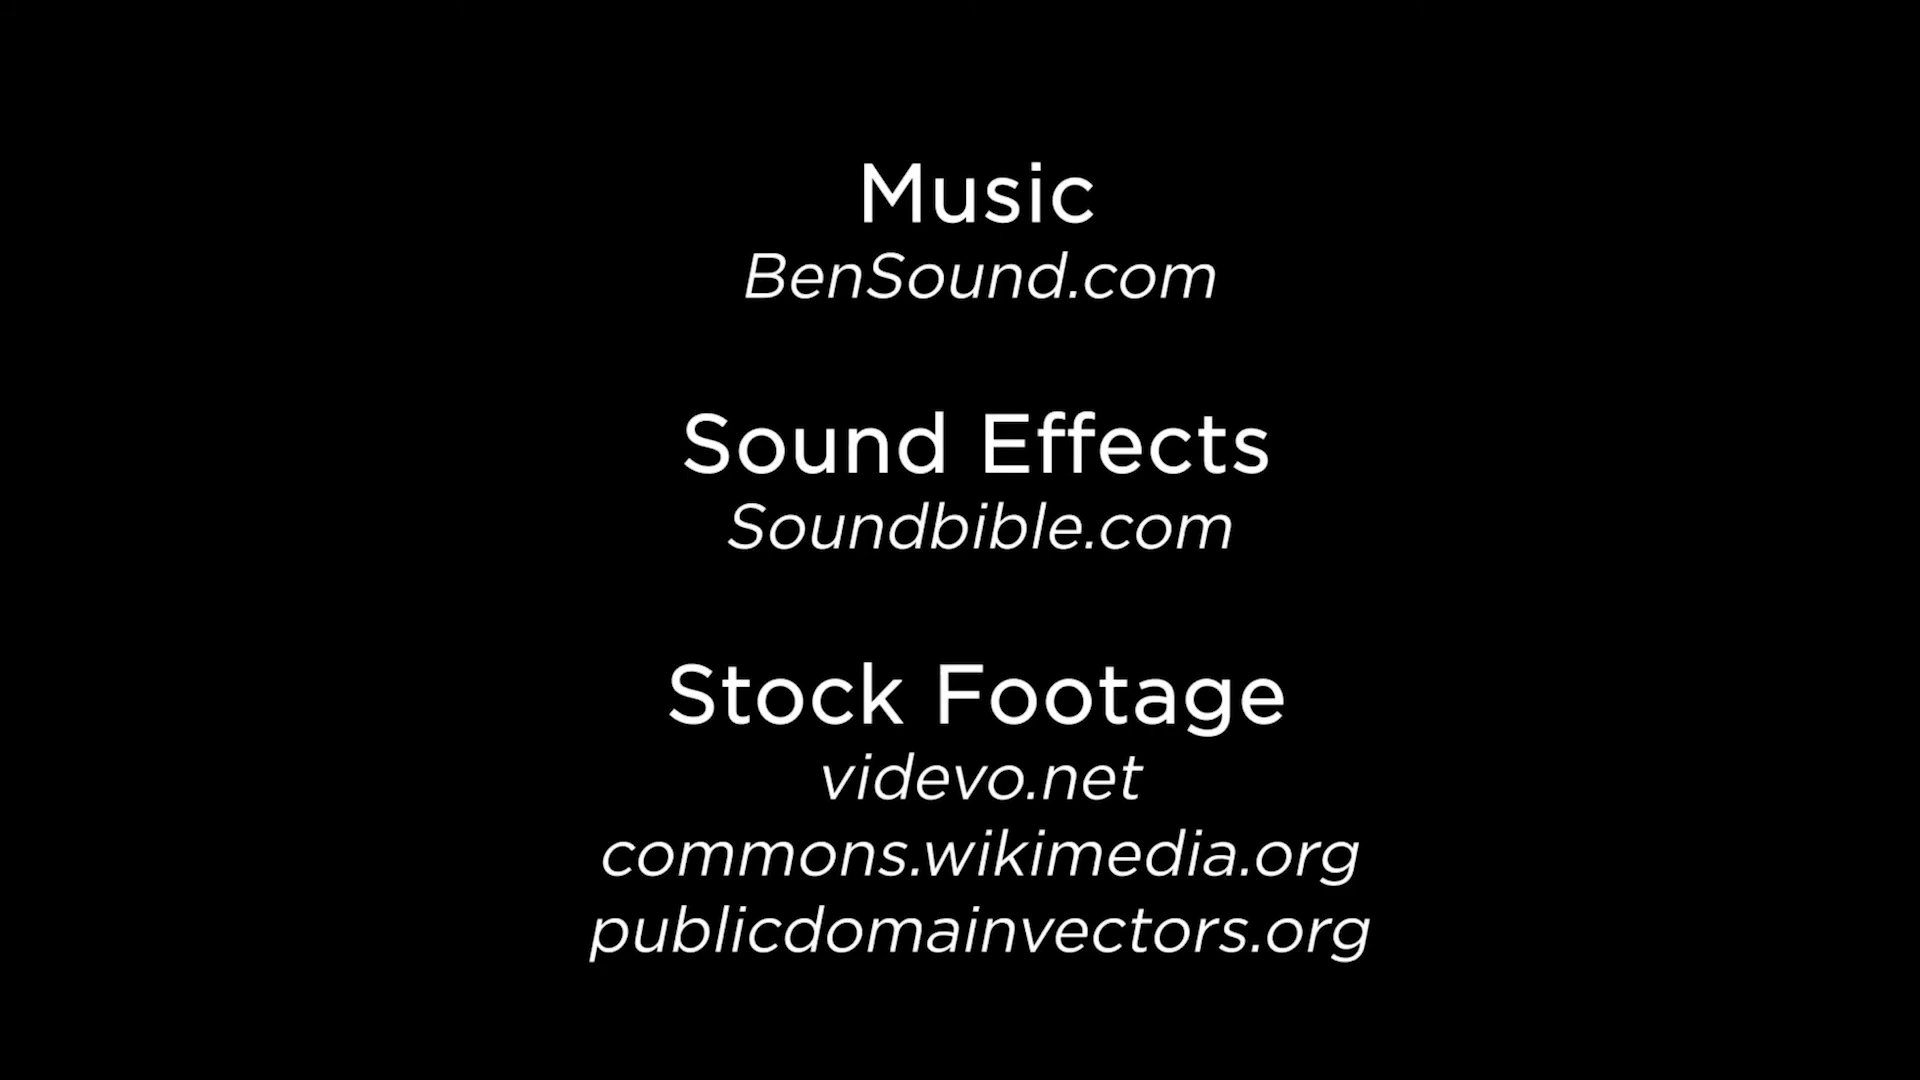 Music
BenSound.com
Sound Effects
Soundbible.com
Stock Footage
videvo.net
commons.wikimedia.org
publicdomainvectors.org